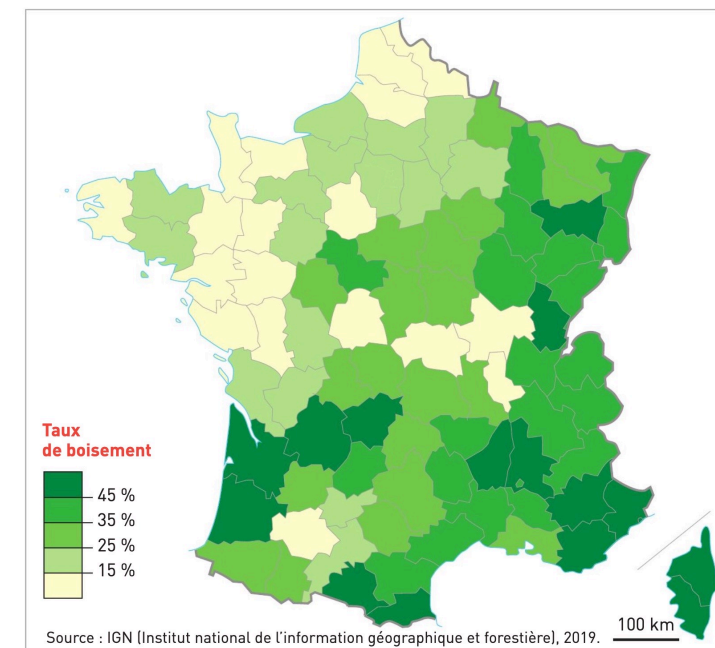 Taux
de boisement
45 %
35 %
25 %
15 %
100 km
Source : IGN (Institut national de l'information géographique et forestière), 2019.